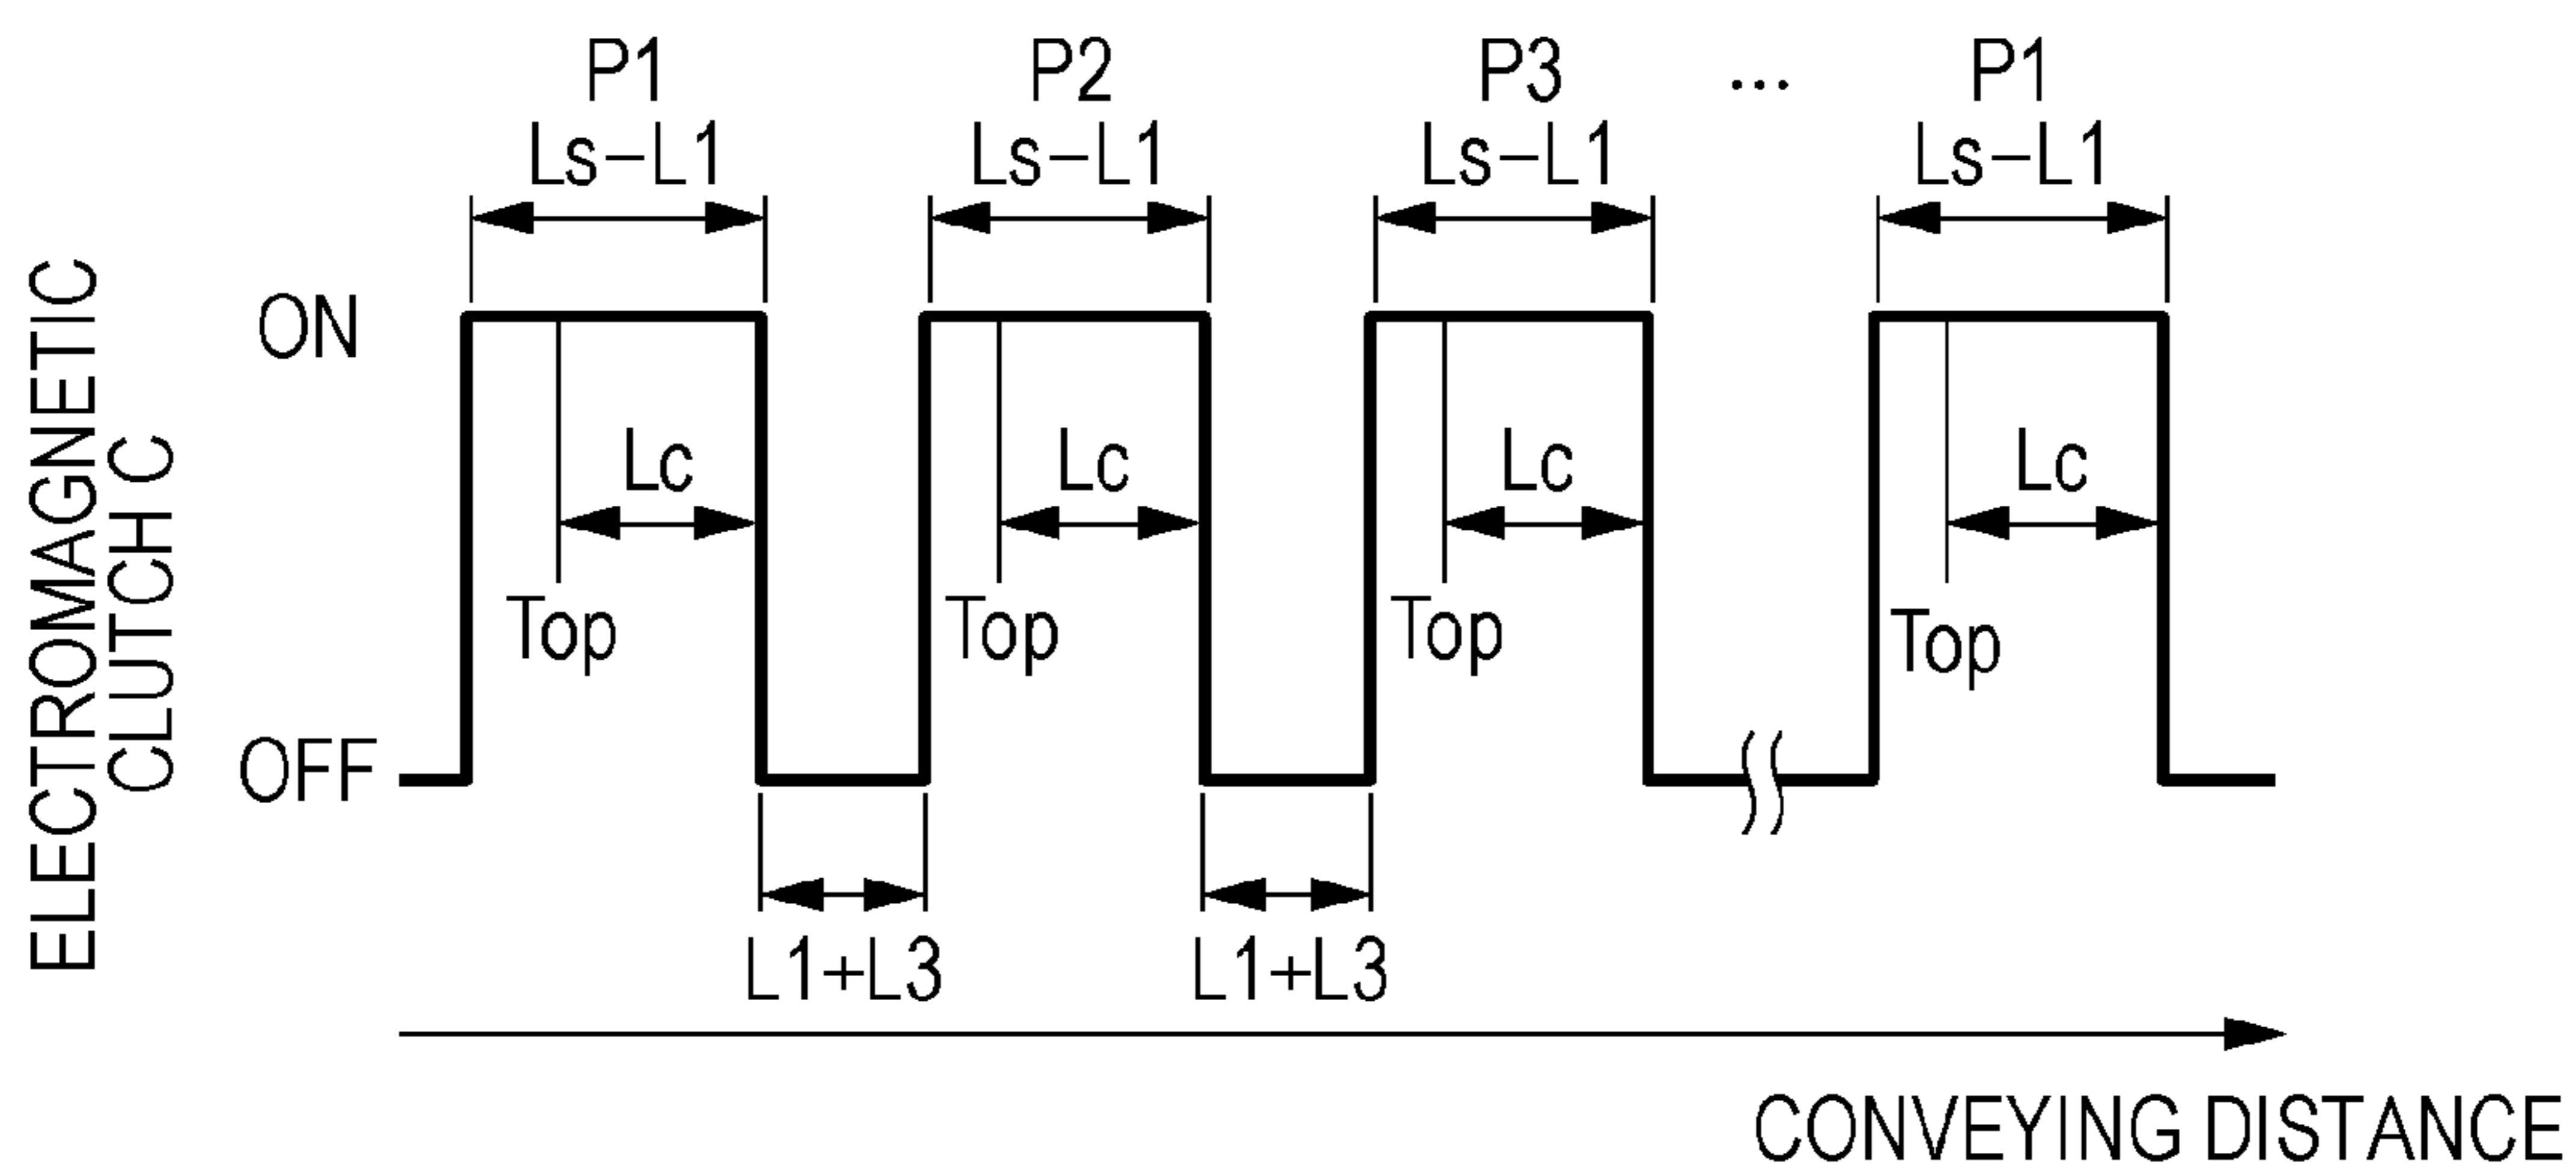 P1 P2 P3 ... P1
Ls–L1 Ls–L1 Ls–L1 Ls–L1
ELECTROMAGNETIC
CLUTCH C
ON
Lc Lc Lc Lc
Top Top Top Top
OFF
L1+L3 L1+L3
CONVEYING DISTANCE